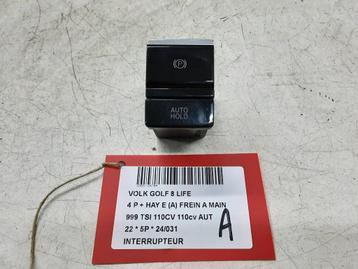 (P)
AUTO
HOLD
VOLK GOLF 8 LIFE
4 P + HAY E (A) FREIN A MAIN
999 TSI 110CV 110cv AUT
22 * 5P * 24/031
INTERRUPTEUR
A